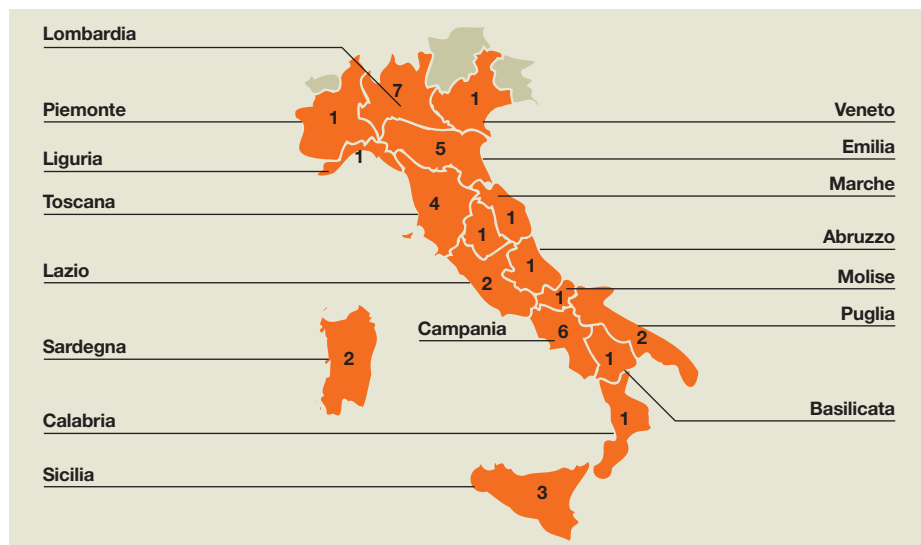 Lombardia
7
1
Piemonte
1
Veneto
5
Emilia
Liguria
1
Marche
Toscana
4
1
1
Abruzzo
1
Lazio
2
Molise
1
Puglia
Campania
6
2
Sardegna
2
1
Basilicata
Calabria
1
Sicilia
3